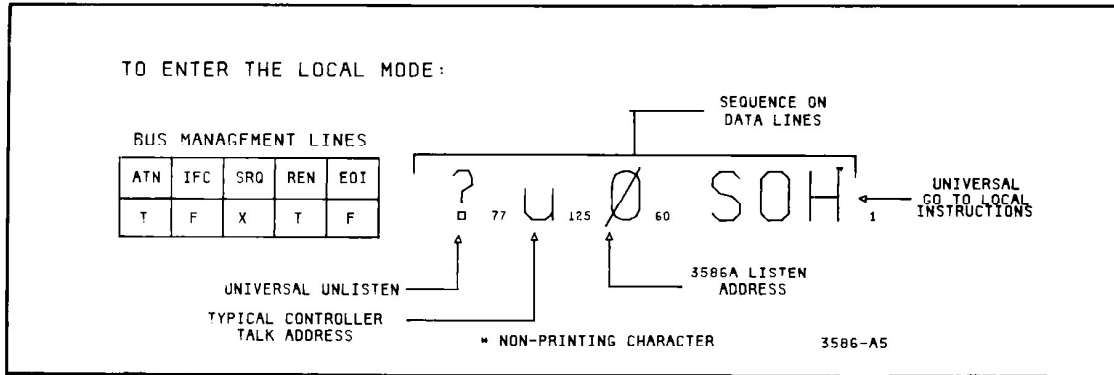 TO ENTER THE LOCAL MODE:
SEQUENCE ON
DATA LINES
BUS MANAGEMENT LINES
ATN IFC SRQ REN EOI
T F X T F
? 77 U 125 0 60 SOH* 1
UNIVERSAL
GO TO LOCAL
INSTRUCTIONS
UNIVERSAL UNLISTEN
3586A LISTEN
ADDRESS
TYPICAL CONTROLLER
TALK ADDRESS
* NON-PRINTING CHARACTER
3586-A5